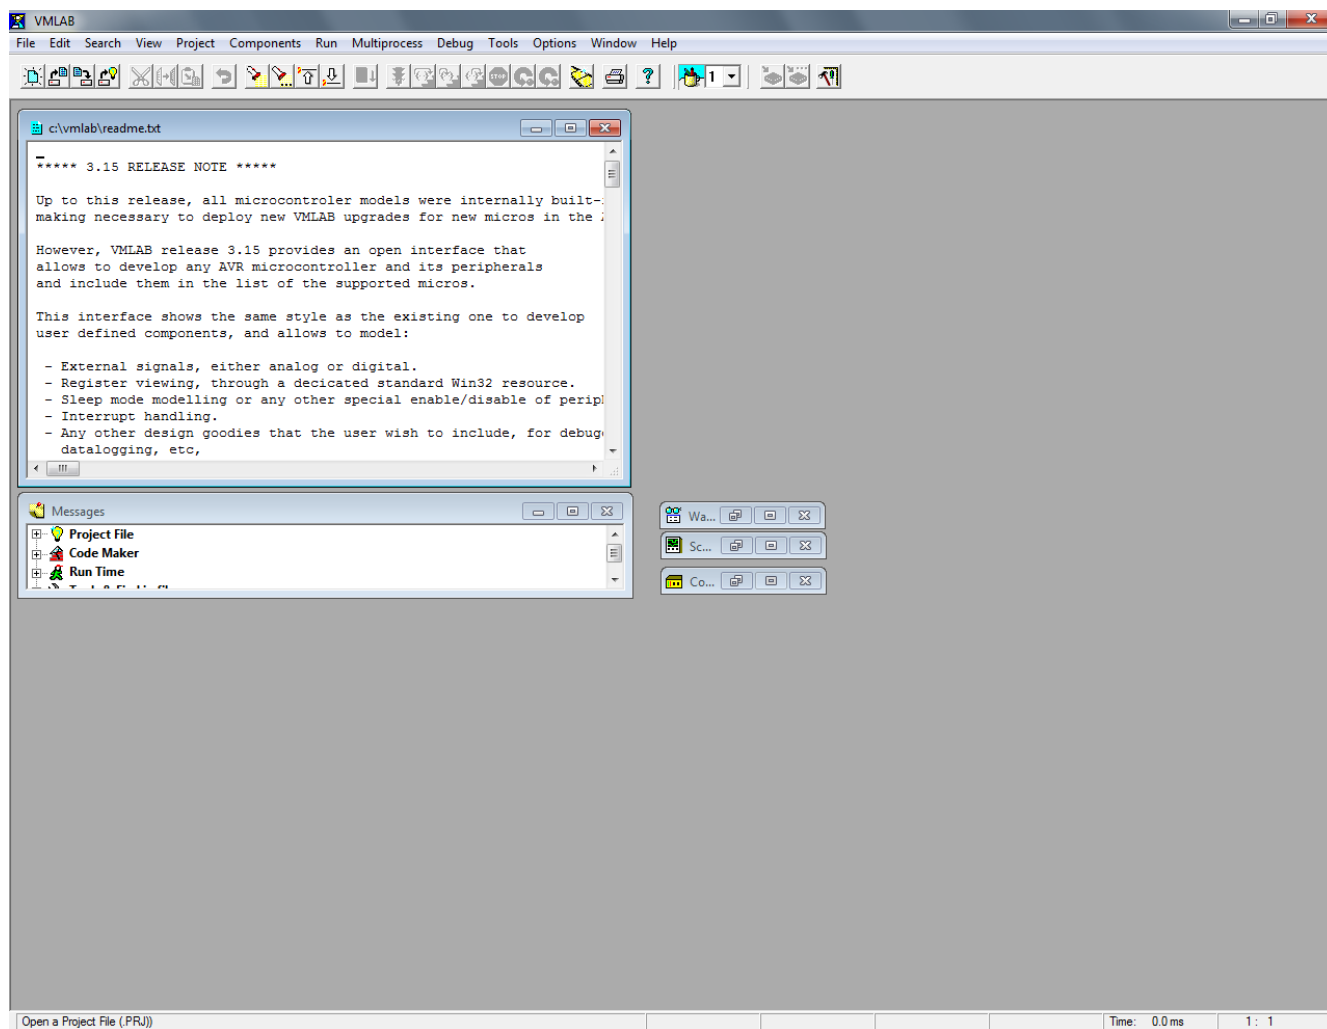 VMLAB
File Edit Search View Project Components Run Multiprocess Debug Tools Options Window Help
1
c:\vmlab\readme.txt
***** 3.15 RELEASE NOTE *****
Up to this release, all microcontroler models were internally built-
making necessary to deploy new VMLAB upgrades for new micros in the
However, VMLAB release 3.15 provides an open interface that
allows to develop any AVR microcontroller and its peripherals
and include them in the list of the supported micros.
This interface shows the same style as the existing one to develop
user defined components, and allows to model:
- External signals, either analog or digital.
- Register viewing, through a decicated standard Win32 resource.
- Sleep mode modelling or any other special enable/disable of perip
- Interrupt handling.
- Any other design goodies that the user wish to include, for debug
datalogging, etc,
Messages
Project File
Code Maker
Run Time
Wa...
Sc...
Co...
Open a Project File (.PRJ))
Time: 0.0 ms 1 : 1